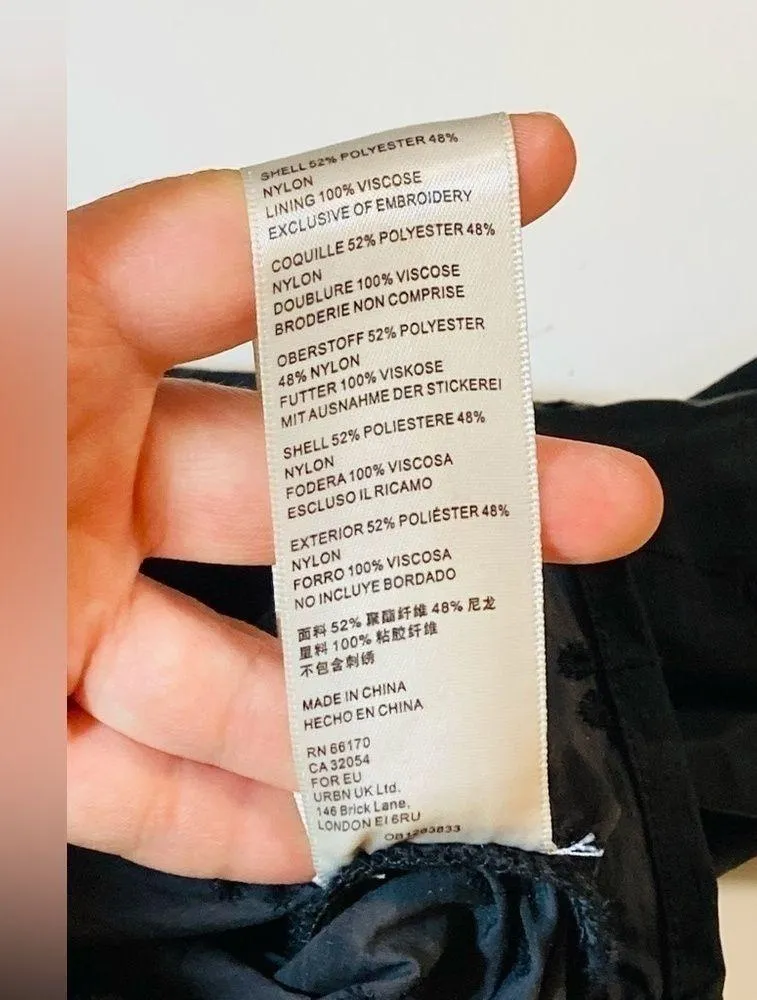 SHELL 52% POLYESTER 48%
NYLON
LINING 100% VISCOSE
EXCLUSIVE OF EMBROIDERY
COQUILLE 52% POLYESTER 48%
NYLON
DOUBLURE 100% VISCOSE
BRODERIE NON COMPRISE
OBERSTOFF 52% POLYESTER
48% NYLON
FUTTER 100% VISKOSE
MIT AUSNAHME DER STICKEREI
SHELL 52% POLIESTERE 48%
NYLON
FODERA 100% VISCOSA
ESCLUSO IL RICAMO
EXTERIOR 52% POLIÉSTER 48%
NYLON
FORRO 100% VISCOSA
NO INCLUYE BORDADO
面料 52% 聚酯纤维 48% 尼龙
里料 100% 粘胶纤维
不包含刺绣
MADE IN CHINA
HECHO EN CHINA
RN 66170
CA 32054
FOR EU
URBN UK Ltd.
146 Brick Lane,
LONDON EI 6RU